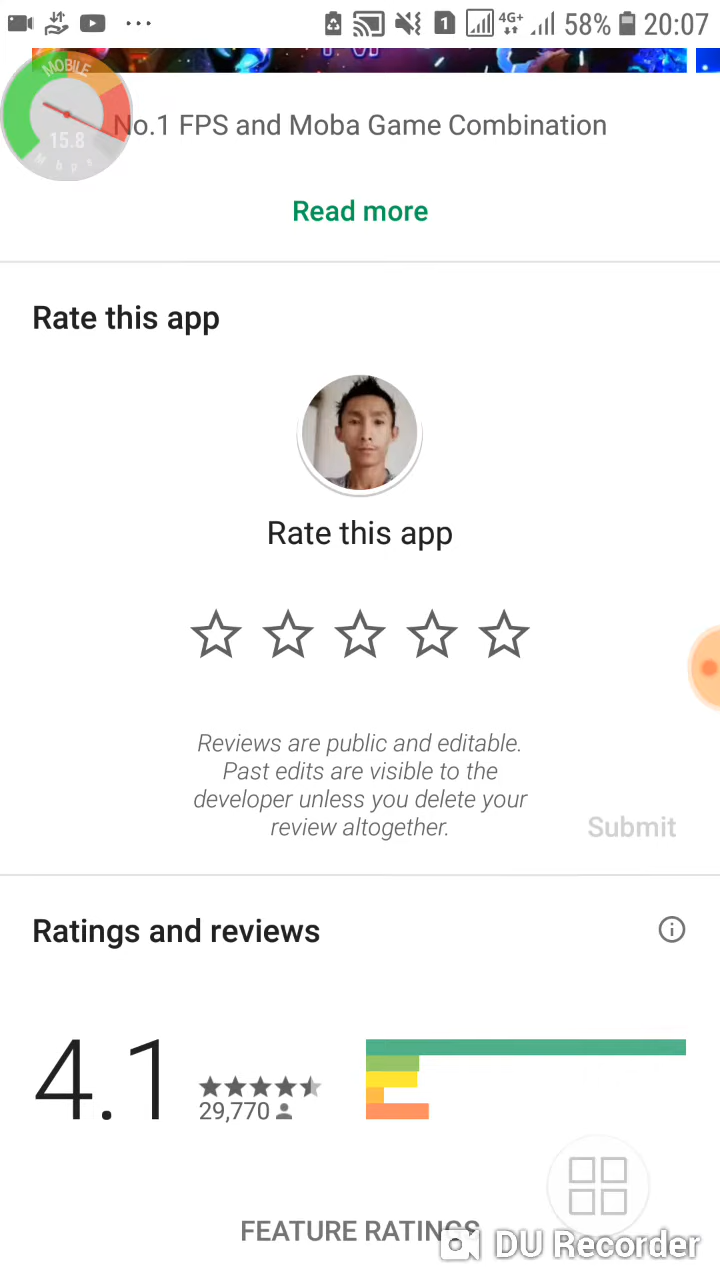 1 4G+ 58% 20:07
MOBILE
15.8
Mbps
No.1 FPS and Moba Game Combination
Read more
Rate this app
Rate this app
Reviews are public and editable.
Past edits are visible to the
developer unless you delete your
review altogether.
Submit
Ratings and reviews
4.1
29,770
FEATURE RATINGS
DU Recorder